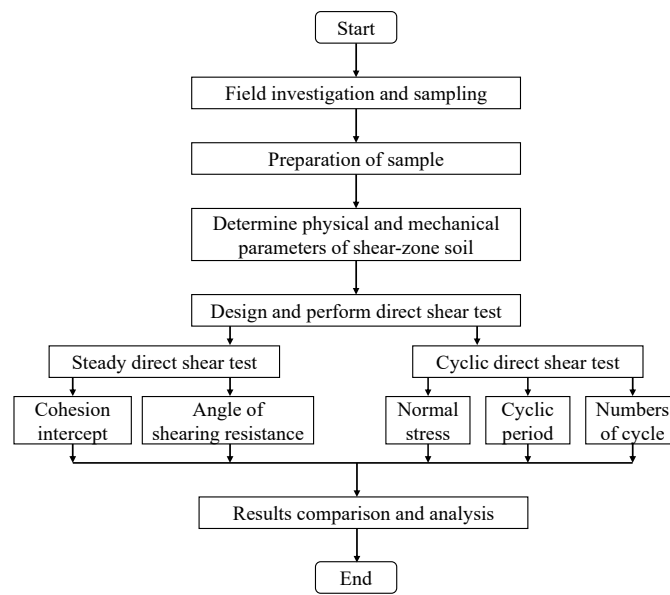 Start
Field investigation and sampling
Preparation of sample
Determine physical and mechanical
parameters of shear-zone soil
Design and perform direct shear test
Steady direct shear test
Cyclic direct shear test
Cohesion
intercept
Angle of
shearing resistance
Normal
stress
Cyclic
period
Numbers
of cycle
Results comparison and analysis
End